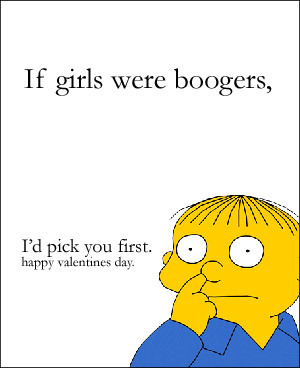 If girls were boogers,
I'd pick you first.
happy valentines day.